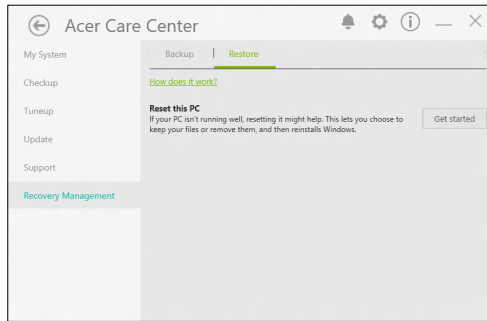 Acer Care Center
My System
Backup
Restore
Checkup
How does it work?
Tuneup
Reset this PC
If your PC isn't running well, resetting it might help. This lets you choose to
keep your files or remove them, and then reinstalls Windows.
Get started
Update
Support
Recovery Management